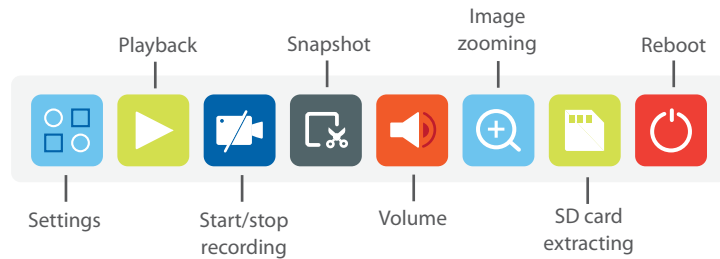 Image
zooming
Playback
Snapshot
Reboot
Settings
Start/stop
recording
Volume
SD card
extracting